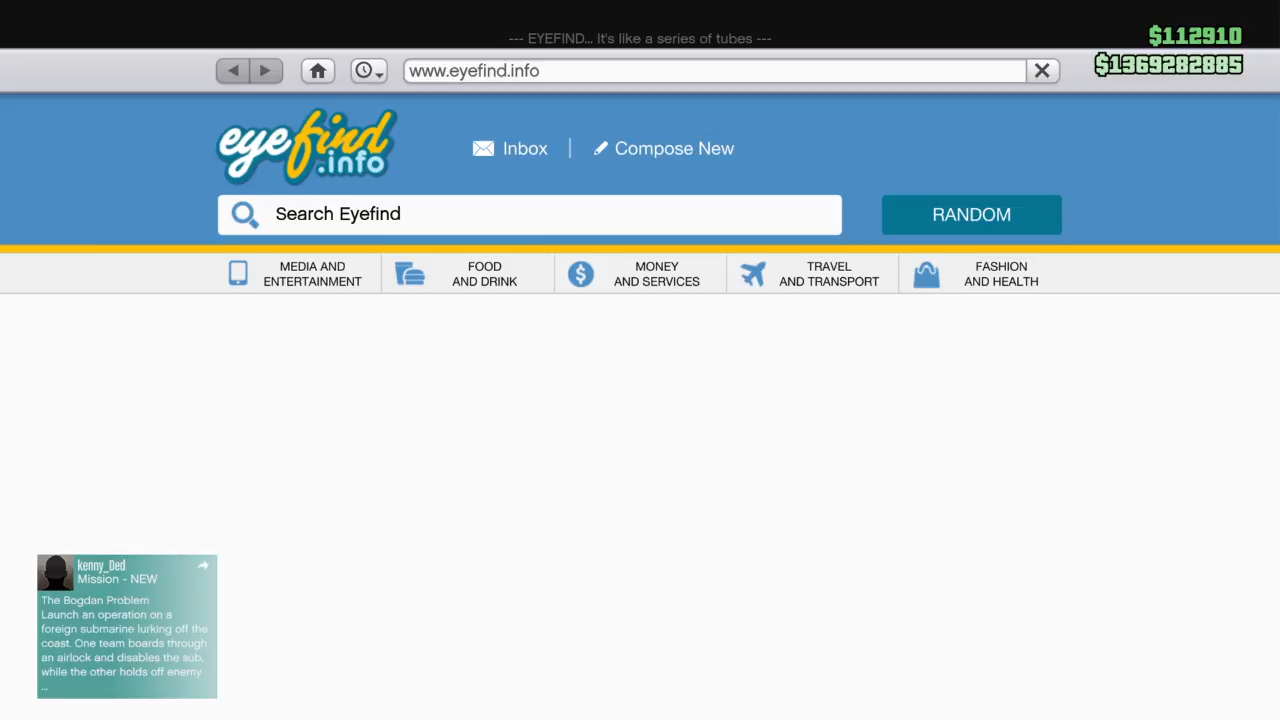 --- EYEFIND... It's like a series of tubes ---
$112910
$1369282885
www.eyefind.info
eyefind
.info
Inbox
Compose New
Search Eyefind
RANDOM
MEDIA AND
ENTERTAINMENT
FOOD
AND DRINK
MONEY
AND SERVICES
TRAVEL
AND TRANSPORT
FASHION
AND HEALTH
kenny_Ded
Mission - NEW
The Bogdan Problem
Launch an operation on a
foreign submarine lurking off the
coast. One team boards through
an airlock and disables the sub,
while the other holds off enemy
...